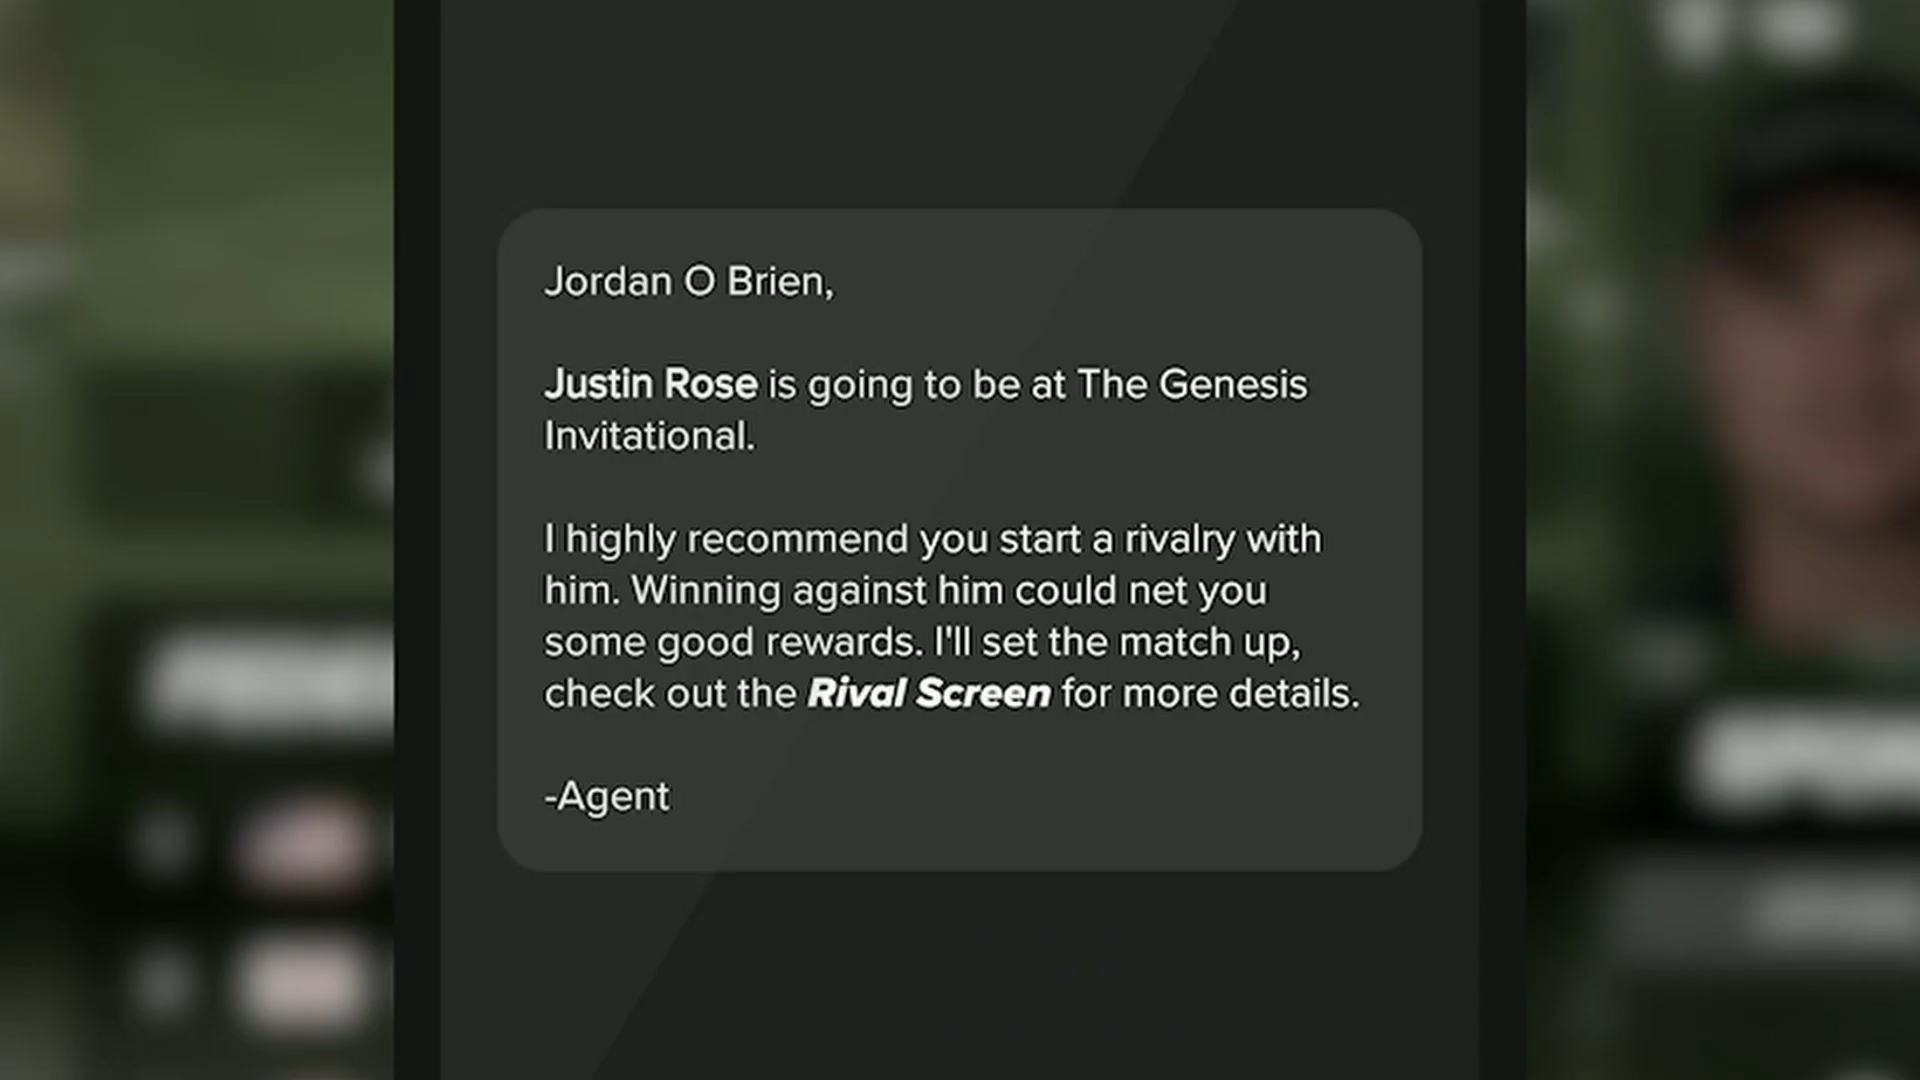 Jordan O Brien,
Justin Rose is going to be at The Genesis
Invitational.
I highly recommend you start a rivalry with
him. Winning against him could net you
some good rewards. I'll set the match up,
check out the Rival Screen for more details.
-Agent